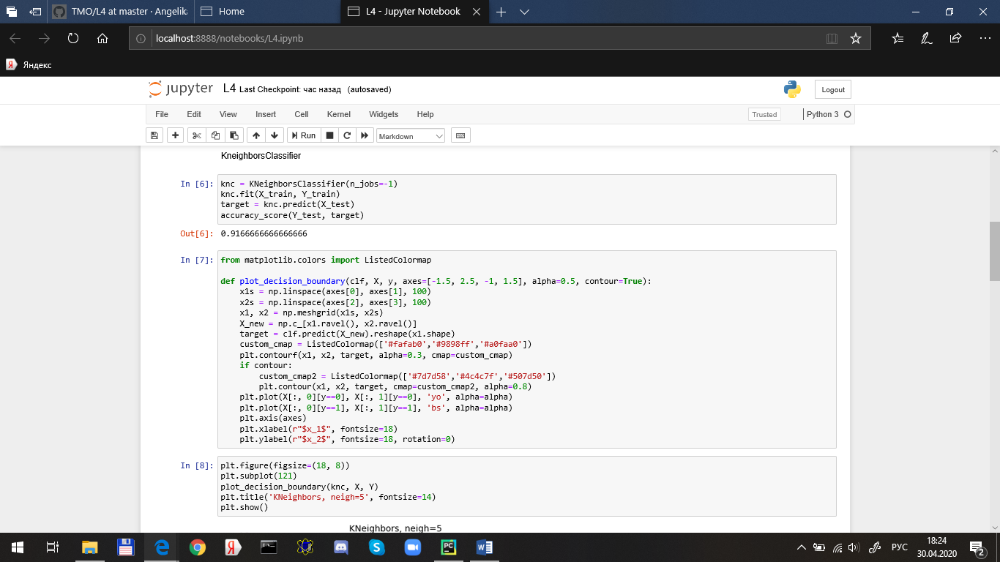 TMO/L4 at master · Angelik
Home
L4 - Jupyter Notebook
localhost:8888/notebooks/L4.ipynb
Яндекс
jupyter L4 Last Checkpoint: час назад (autosaved)
Logout
File Edit View Insert Cell Kernel Widgets Help
Trusted
Python 3
Run
Markdown
KneighborsClassifier
In [6]: knc = KNeighborsClassifier(n_jobs=-1)
knc.fit(X_train, Y_train)
target = knc.predict(X_test)
accuracy_score(Y_test, target)
Out[6]: 0.9166666666666666
In [7]: from matplotlib.colors import ListedColormap
def plot_decision_boundary(clf, X, y, axes=[-1.5, 2.5, -1, 1.5], alpha=0.5, contour=True):
    x1s = np.linspace(axes[0], axes[1], 100)
    x2s = np.linspace(axes[2], axes[3], 100)
    x1, x2 = np.meshgrid(x1s, x2s)
    X_new = np.c_[x1.ravel(), x2.ravel()]
    target = clf.predict(X_new).reshape(x1.shape)
    custom_cmap = ListedColormap(['#fafab0','#9898ff','#a0faa0'])
    plt.contourf(x1, x2, target, alpha=0.3, cmap=custom_cmap)
    if contour:
        custom_cmap2 = ListedColormap(['#7d7d58','#4c4c7f','#507d50'])
        plt.contour(x1, x2, target, cmap=custom_cmap2, alpha=0.8)
    plt.plot(X[:, 0][y==0], X[:, 1][y==0], 'yo', alpha=alpha)
    plt.plot(X[:, 0][y==1], X[:, 1][y==1], 'bs', alpha=alpha)
    plt.axis(axes)
    plt.xlabel(r"$x_1$", fontsize=18)
    plt.ylabel(r"$x_2$", fontsize=18, rotation=0)
In [8]: plt.figure(figsize=(18, 8))
plt.subplot(121)
plot_decision_boundary(knc, X, Y)
plt.title('KNeighbors, neigh=5', fontsize=14)
plt.show()
KNeighbors, neigh=5
РУС
18:24
30.04.2020
2